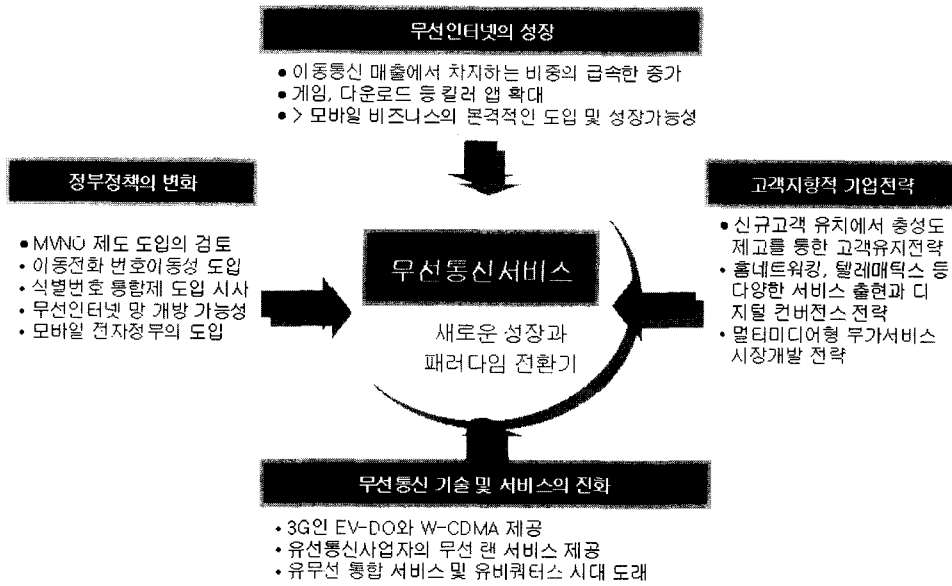 무선인터넷의 성장
• 이동통신 매출에서 차지하는 비중의 급속한 증가
• 게임, 다운로드 등 킬러 앱 확대
• > 모바일 비즈니스의 본격적인 도입 및 성장가능성
정부정책의 변화
• MVNO 제도 도입의 검토
• 이동전화 번호이동성 도입
• 식별번호 통합제 도입 시사
• 무선인터넷 망 개방 가능성
• 모바일 전자정부의 도입
무선통신서비스
새로운 성장과
패러다임 전환기
고객지향적 기업전략
• 신규고객 유치에서 충성도
제고를 통한 고객유지전략
• 홈네트워킹, 텔레매틱스 등
다양한 서비스 출현과 디
지털 컨버전스 전략
• 멀티미디어형 부가서비스
시장개발 전략
무선통신 기술 및 서비스의 진화
• 3G인 EV-DO와 W-CDMA 제공
• 유선통신사업자의 무선 랜 서비스 제공
• 유무선 통합 서비스 및 유비쿼터스 시대 도래